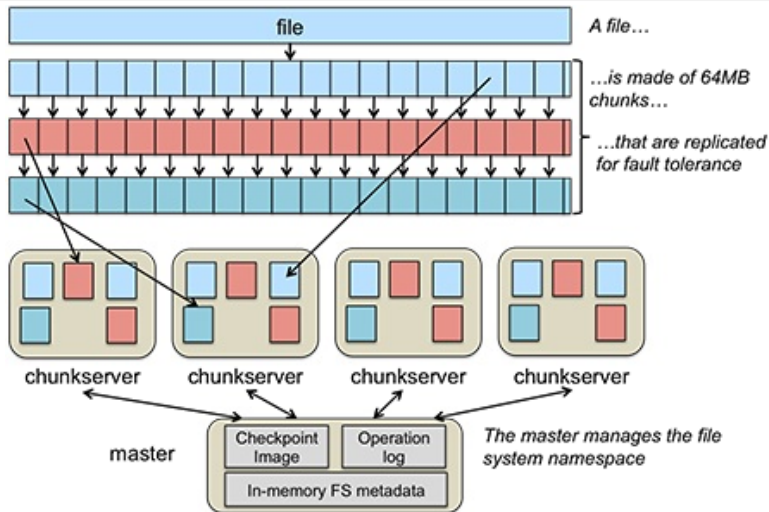 file
A file…
…is made of 64MB
chunks…
…that are replicated
for fault tolerance
chunkserver
chunkserver
chunkserver
chunkserver
master
Checkpoint
Image
Operation
log
In-memory FS metadata
The master manages the file
system namespace